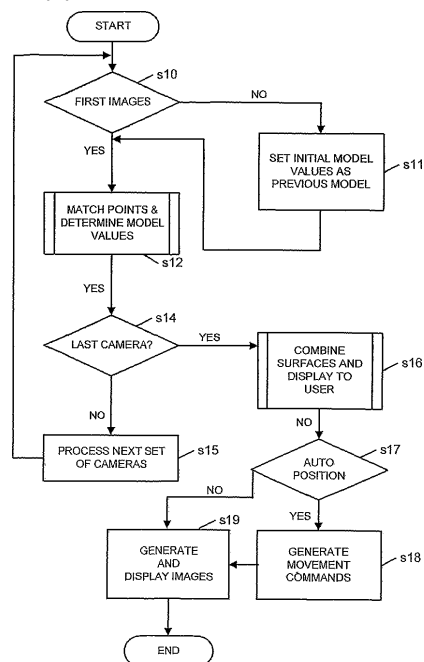 START
s10
FIRST IMAGES
NO
YES
SET INITIAL MODEL
VALUES AS
PREVIOUS MODEL
s11
MATCH POINTS &
DETERMINE MODEL
VALUES
s12
YES
s14
LAST CAMERA?
YES
COMBINE
SURFACES AND
DISPLAY TO
USER
s16
NO
NO
PROCESS NEXT SET
OF CAMERAS
s15
s17
AUTO
POSITION
NO
YES
s19
GENERATE
AND
DISPLAY IMAGES
GENERATE
MOVEMENT
COMMANDS
s18
END